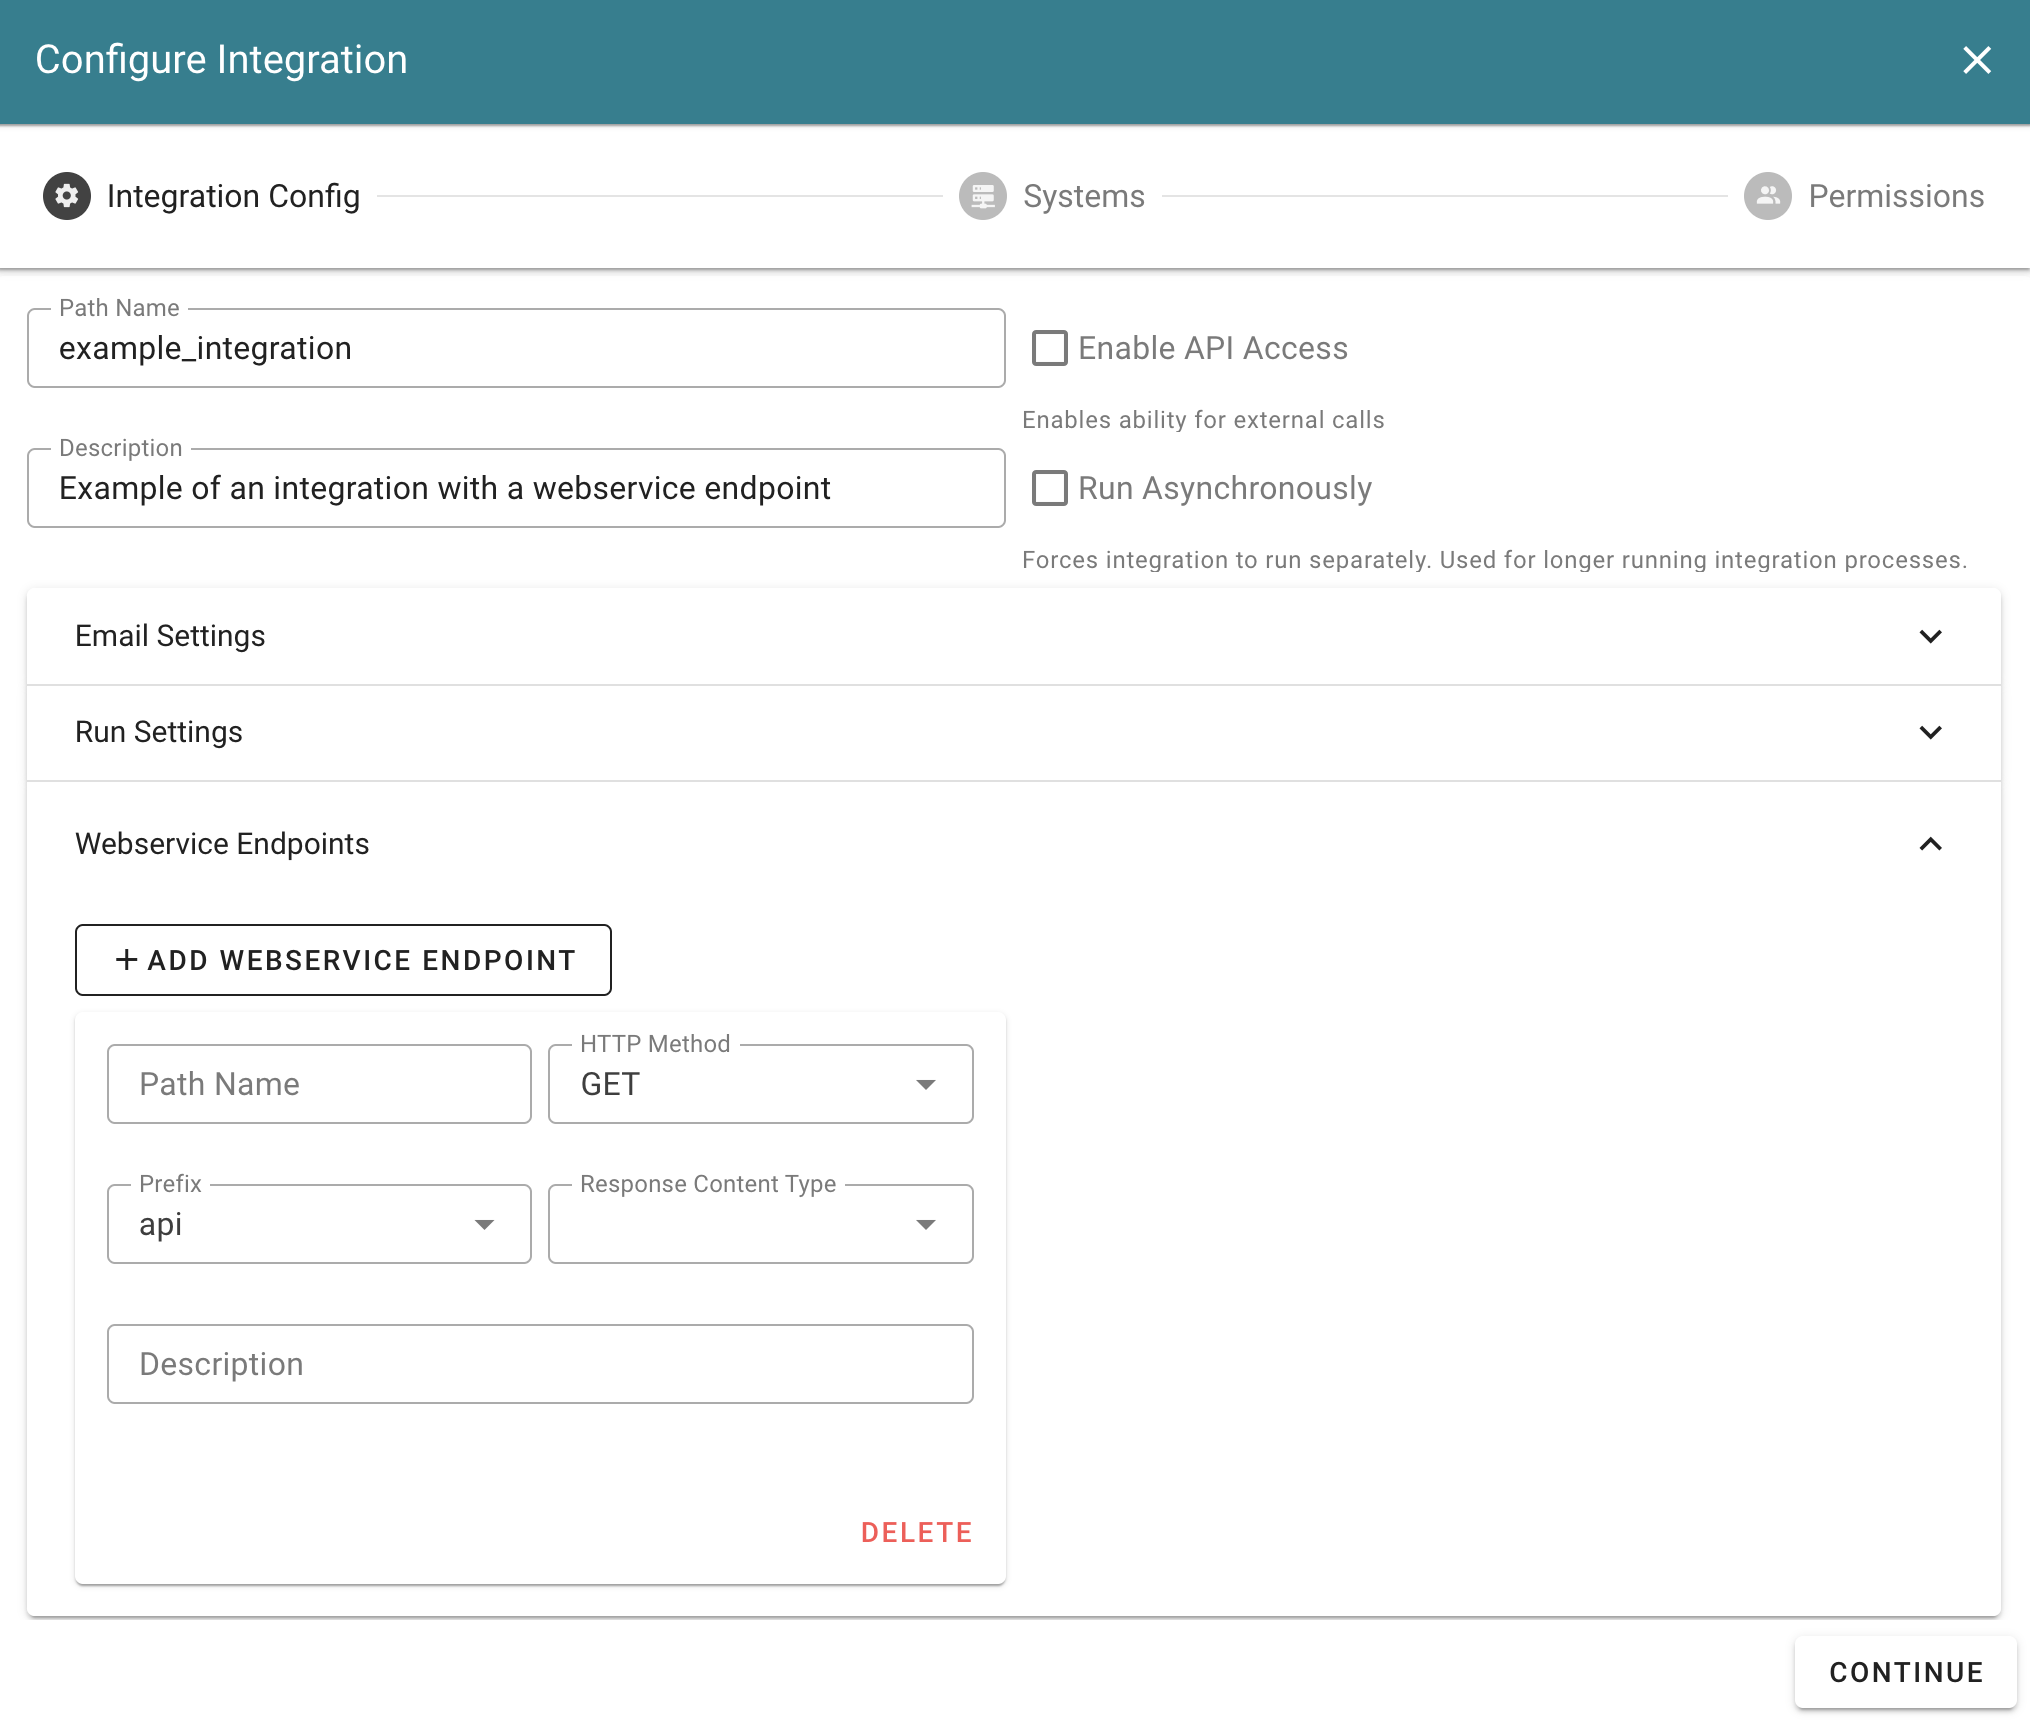 Configure Integration
Integration Config
Systems
Permissions
Path Name
example_integration
Enable API Access
Enables ability for external calls
Description
Example of an integration with a webservice endpoint
Run Asynchronously
Forces integration to run separately. Used for longer running integration processes.
Email Settings
Run Settings
Webservice Endpoints
+ ADD WEBSERVICE ENDPOINT
Path Name
HTTP Method
GET
Prefix
api
Response Content Type
Description
DELETE
CONTINUE